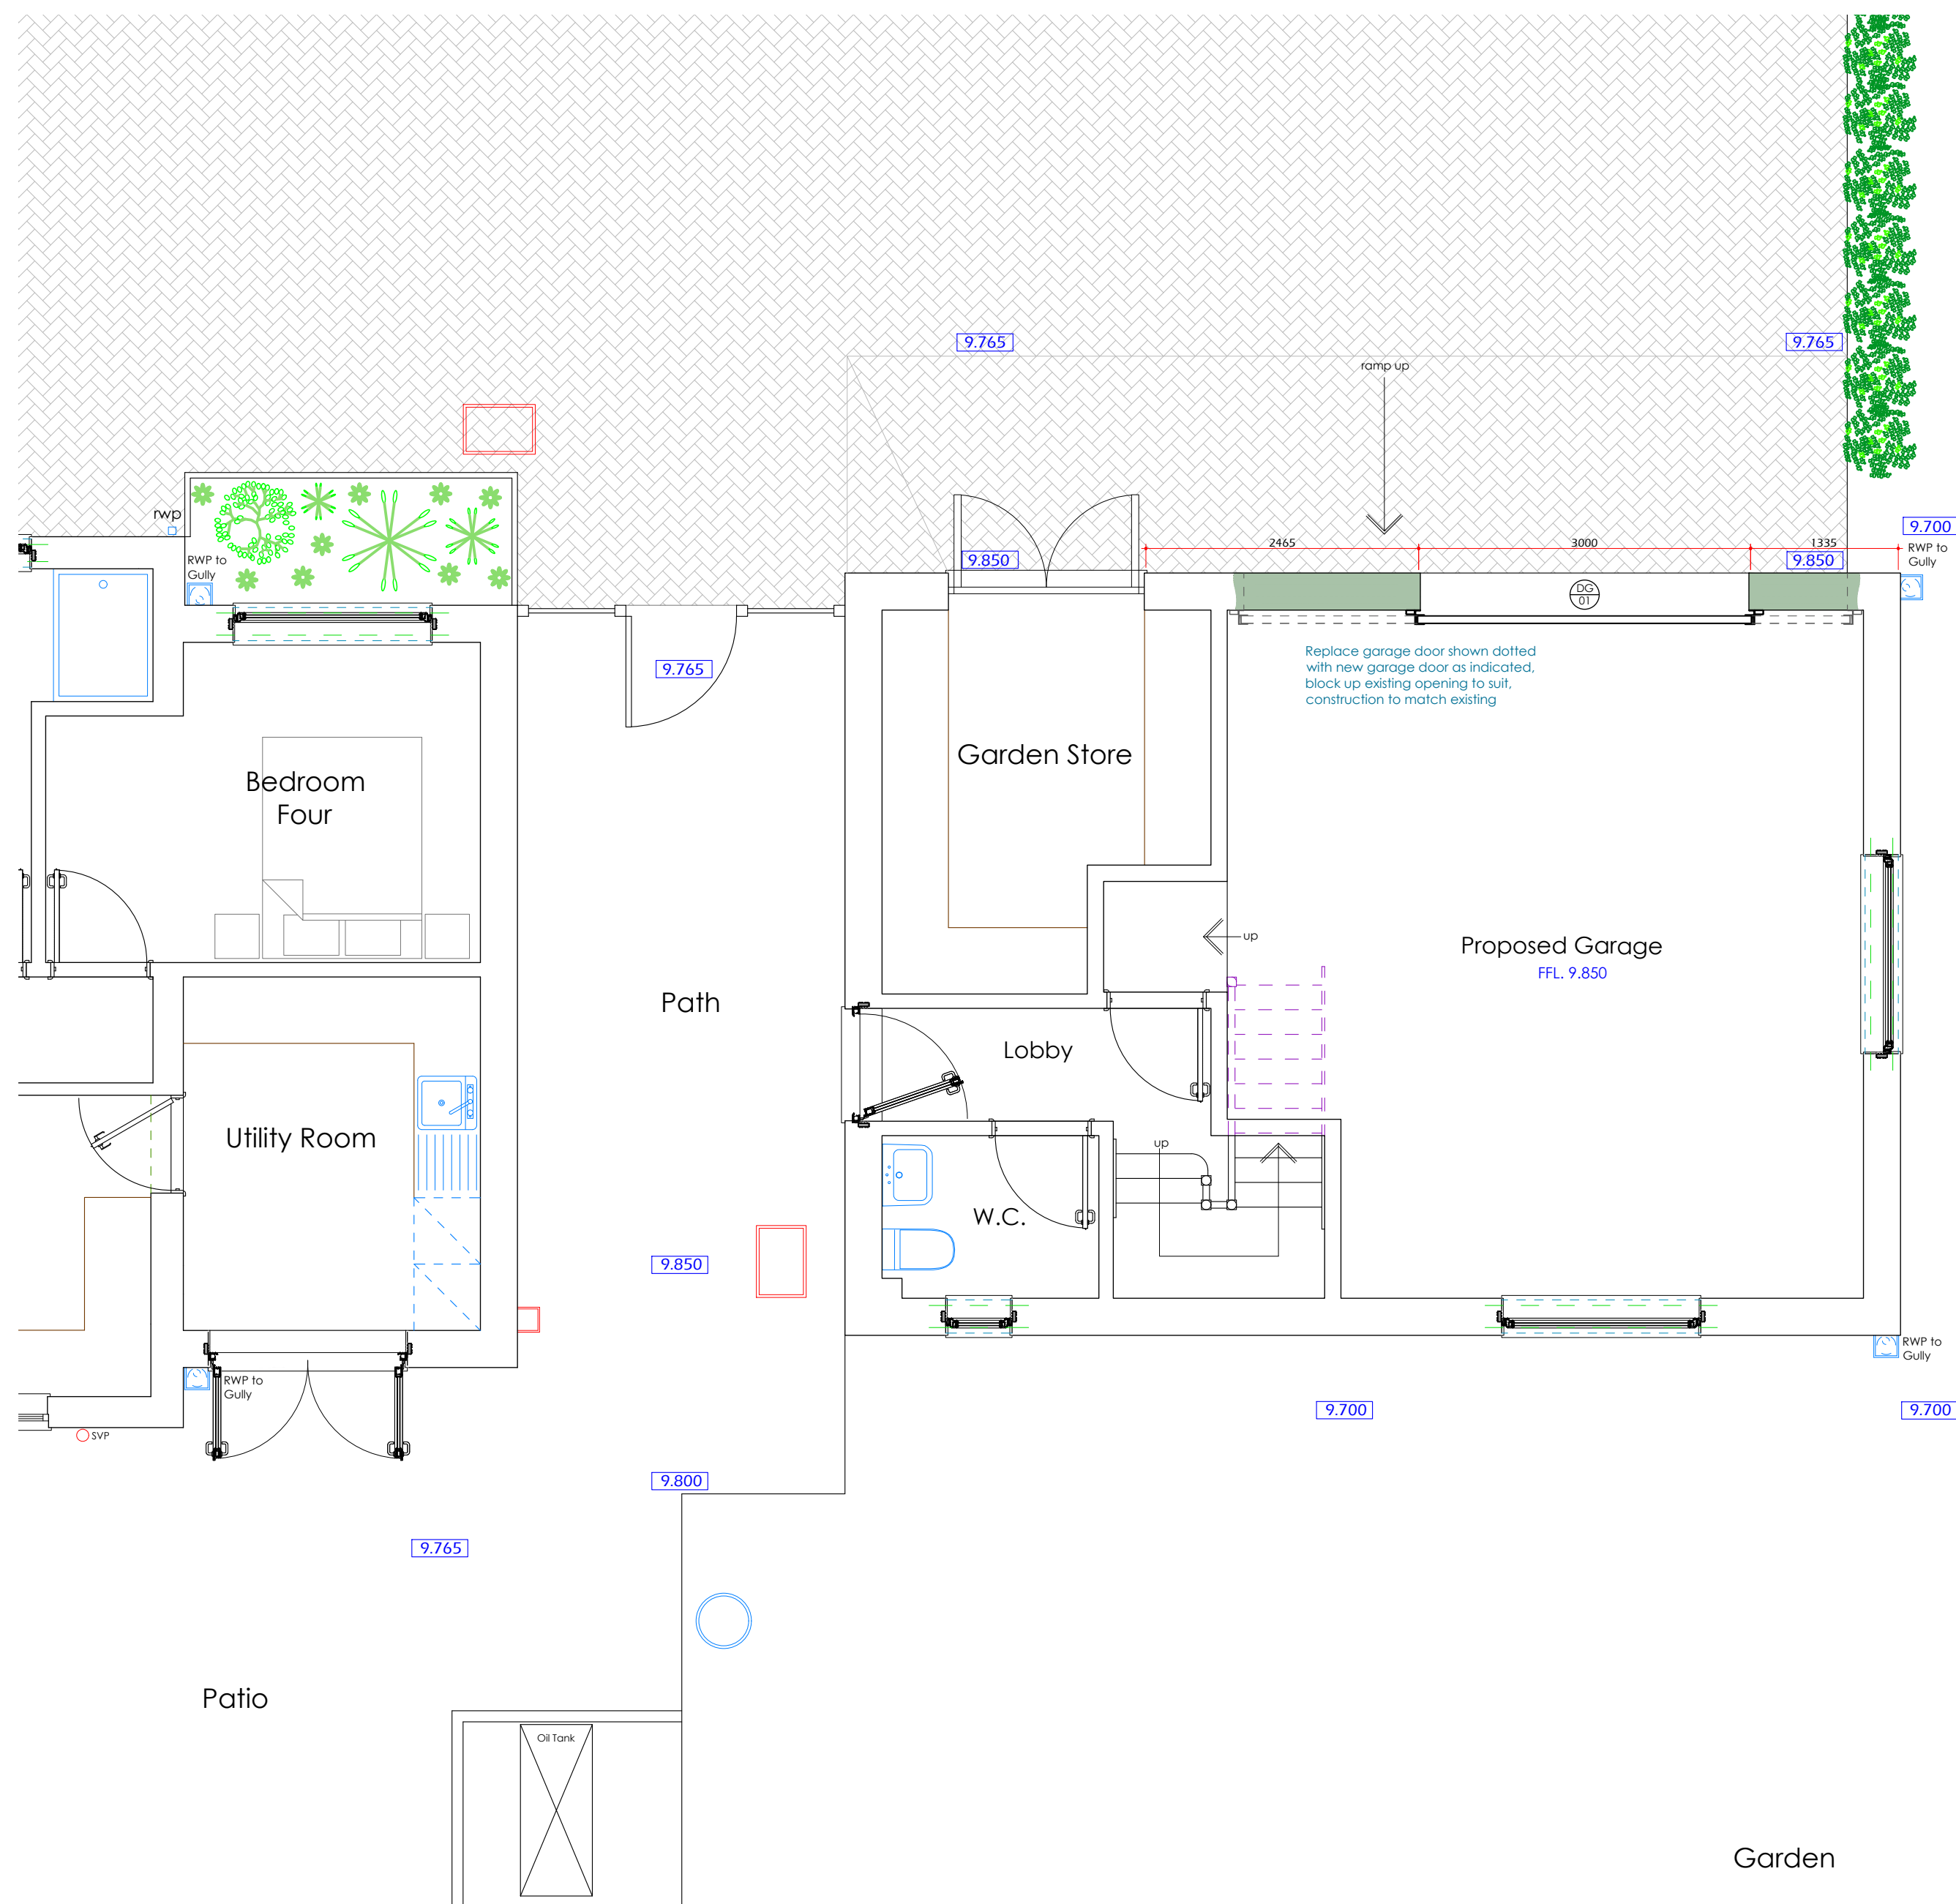 9.765
9.765
ramp up
rwp
9.700
RWP to
Gully
2465
3000
1335
9.850
9.850
RWP to
Gully
DG
01
9.765
Replace garage door shown dotted
with new garage door as indicated,
block up existing opening to suit,
construction to match existing
Garden Store
Bedroom
Four
up
Proposed Garage
FFL. 9.850
Path
Lobby
Utility Room
up
W.C.
9.850
RWP to
Gully
RWP to
Gully
9.700
9.700
SVP
9.800
9.765
Patio
Oil Tank
Garden